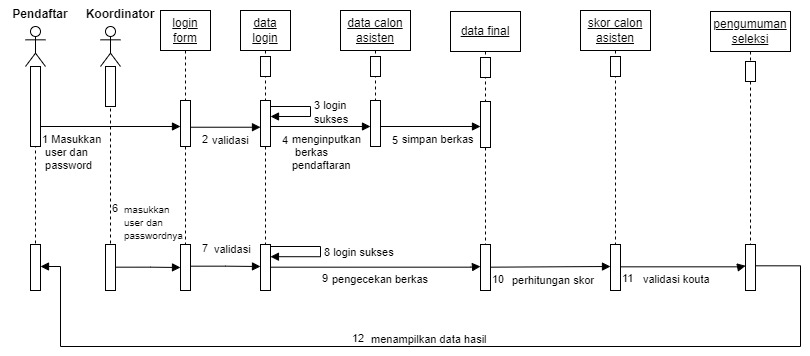 Pendaftar
Koordinator
login
form
data
login
data calon
asisten
data final
skor calon
asisten
pengumuman
seleksi
1 Masukkan
user dan
password
2 validasi
3 login
sukses
4 menginputkan
berkas
pendaftaran
5 simpan berkas
6 masukkan
user dan
passwordnya
7 validasi
8 login sukses
9 pengecekan berkas
10 perhitungan skor
11 validasi kouta
12 menampilkan data hasil